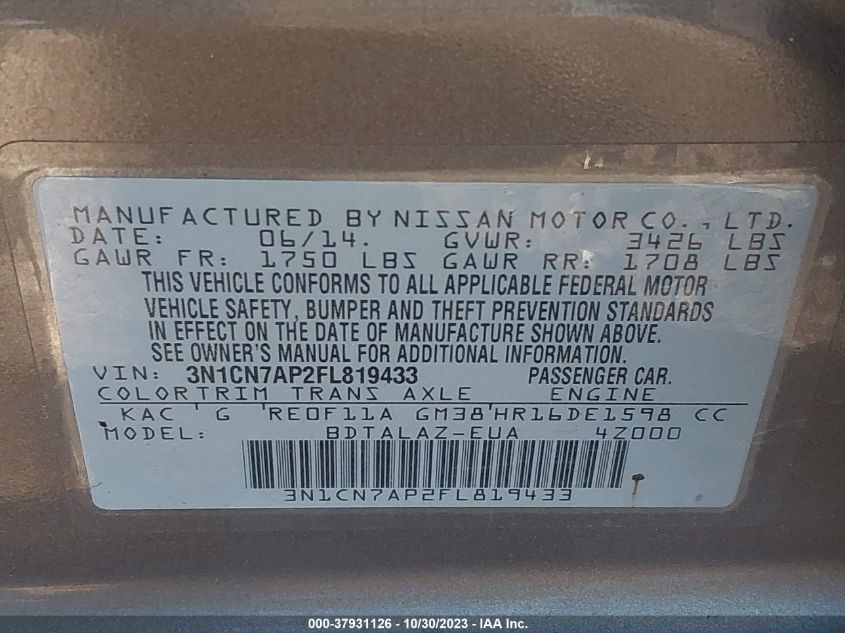 MANUFACTURED BY NISSAN MOTOR CO., LTD.
DATE: 06/14. GVWR: 3426 LBS
GAWR FR: 1750 LBS GAWR RR: 1708 LBS
THIS VEHICLE CONFORMS TO ALL APPLICABLE FEDERAL MOTOR
VEHICLE SAFETY, BUMPER AND THEFT PREVENTION STANDARDS
IN EFFECT ON THE DATE OF MANUFACTURE SHOWN ABOVE.
SEE OWNER'S MANUAL FOR ADDITIONAL INFORMATION.
VIN: 3N1CN7AP2FL819433 PASSENGER CAR.
COLOR TRIM TRANS AXLE ENGINE
KAC ' G 'RE0F11A GM38'HR16DE1598 CC
MODEL: BDTALAZ-EUA 4Z000
3N1CN7AP2FL819433
000-37931126 - 10/30/2023 - IAA Inc.